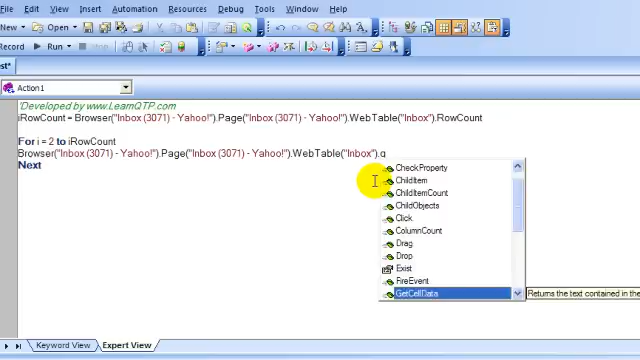 File View Insert Automation Resources Debug Tools Window Help
New Open
Record Run Stop
est*
Action1
'Developed by www.LearnQTP.com
iRowCount = Browser("Inbox (3071) - Yahoo!").Page("Inbox (3071) - Yahoo!").WebTable("Inbox").RowCount
For i = 2 to iRowCount
Browser("Inbox (3071) - Yahoo!").Page("Inbox (3071) - Yahoo!").WebTable("Inbox").g
Next
CheckProperty
ChildItem
ChildItemCount
ChildObjects
Click
ColumnCount
Drag
Drop
Exist
FireEvent
GetCellData
Returns the text contained in the
Keyword View Expert View